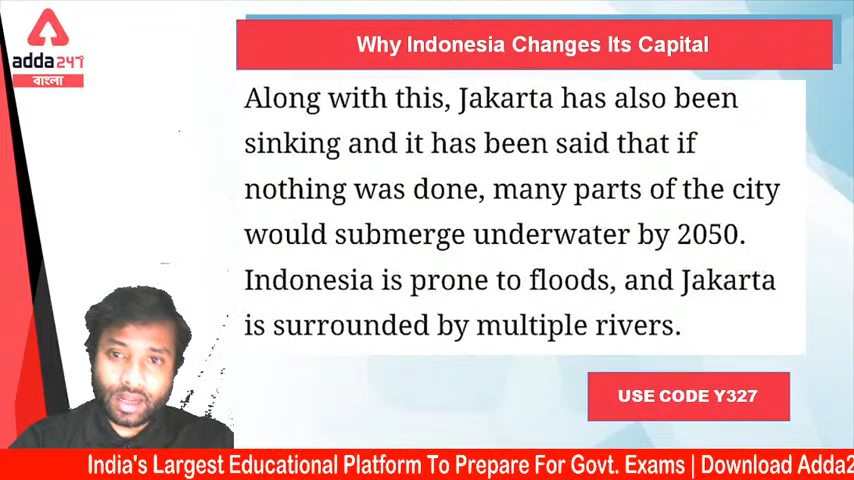 adda247
বাংলা
Why Indonesia Changes Its Capital
Along with this, Jakarta has also been
sinking and it has been said that if
nothing was done, many parts of the city
would submerge underwater by 2050.
Indonesia is prone to floods, and Jakarta
is surrounded by multiple rivers.
USE CODE Y327
India's Largest Educational Platform To Prepare For Govt. Exams | Download Adda2